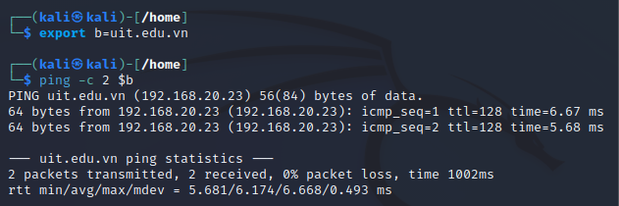 ┌──(kali㉿kali)-[/home]
└─$ export b=uit.edu.vn
┌──(kali㉿kali)-[/home]
└─$ ping -c 2 $b
PING uit.edu.vn (192.168.20.23) 56(84) bytes of data.
64 bytes from 192.168.20.23 (192.168.20.23): icmp_seq=1 ttl=128 time=6.67 ms
64 bytes from 192.168.20.23 (192.168.20.23): icmp_seq=2 ttl=128 time=5.68 ms
--- uit.edu.vn ping statistics ---
2 packets transmitted, 2 received, 0% packet loss, time 1002ms
rtt min/avg/max/mdev = 5.681/6.174/6.668/0.493 ms